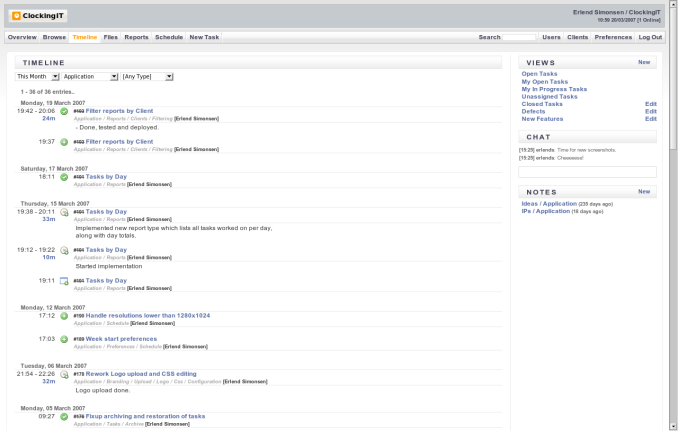 ClockingIT
Erlend Simonsen / ClockingIT
10:59 20/03/2007 [1 Online]
Overview Browse Timeline Files Reports Schedule New Task
Search Users Clients Preferences Log Out
TIMELINE
This Month Application [Any Type]
1 - 36 of 36 entries..
Monday, 19 March 2007
19:42 - 20:06 #183 Filter reports by Client
24m Application / Reports / Clients / Filtering [Erlend Simonsen]
- Done, tested and deployed.
19:37 #183 Filter reports by Client
Application / Reports / Clients / Filtering [Erlend Simonsen]
Saturday, 17 March 2007
18:11 Tasks by Day
Application / Reports [Erlend Simonsen]
Thursday, 15 March 2007
19:38 - 20:11 Tasks by Day
33m Application / Reports [Erlend Simonsen]
Implemented new report type which lists all tasks worked on per day,
along with day totals.
19:12 - 19:22 Tasks by Day
10m Application / Reports [Erlend Simonsen]
Started implementation
19:11 Tasks by Day
Application / Reports [Erlend Simonsen]
Monday, 12 March 2007
17:12 Handle resolutions lower than 1280x1024
Application / Schedule [Erlend Simonsen]
17:03 Week start preferences
Application / Preferences / Schedule [Erlend Simonsen]
Tuesday, 06 March 2007
21:54 - 22:26 Rework Logo upload and CSS editing
32m Application / Branding / Upload / Logo / Css / Configuration [Erlend Simonsen]
Logo upload done.
Monday, 05 March 2007
09:27 Fixup archiving and restoration of tasks
Application / Tasks / Archive [Erlend Simonsen]
VIEWS New
Open Tasks
My Open Tasks
My In Progress Tasks
Unassigned Tasks
Closed Tasks Edit
Defects Edit
New Features Edit
CHAT
[15:25] erlends: Time for new screenshots.
[15:25] erlends: Cheeeeese!
NOTES New
Ideas / Application (235 days ago)
IPs / Application (18 days ago)